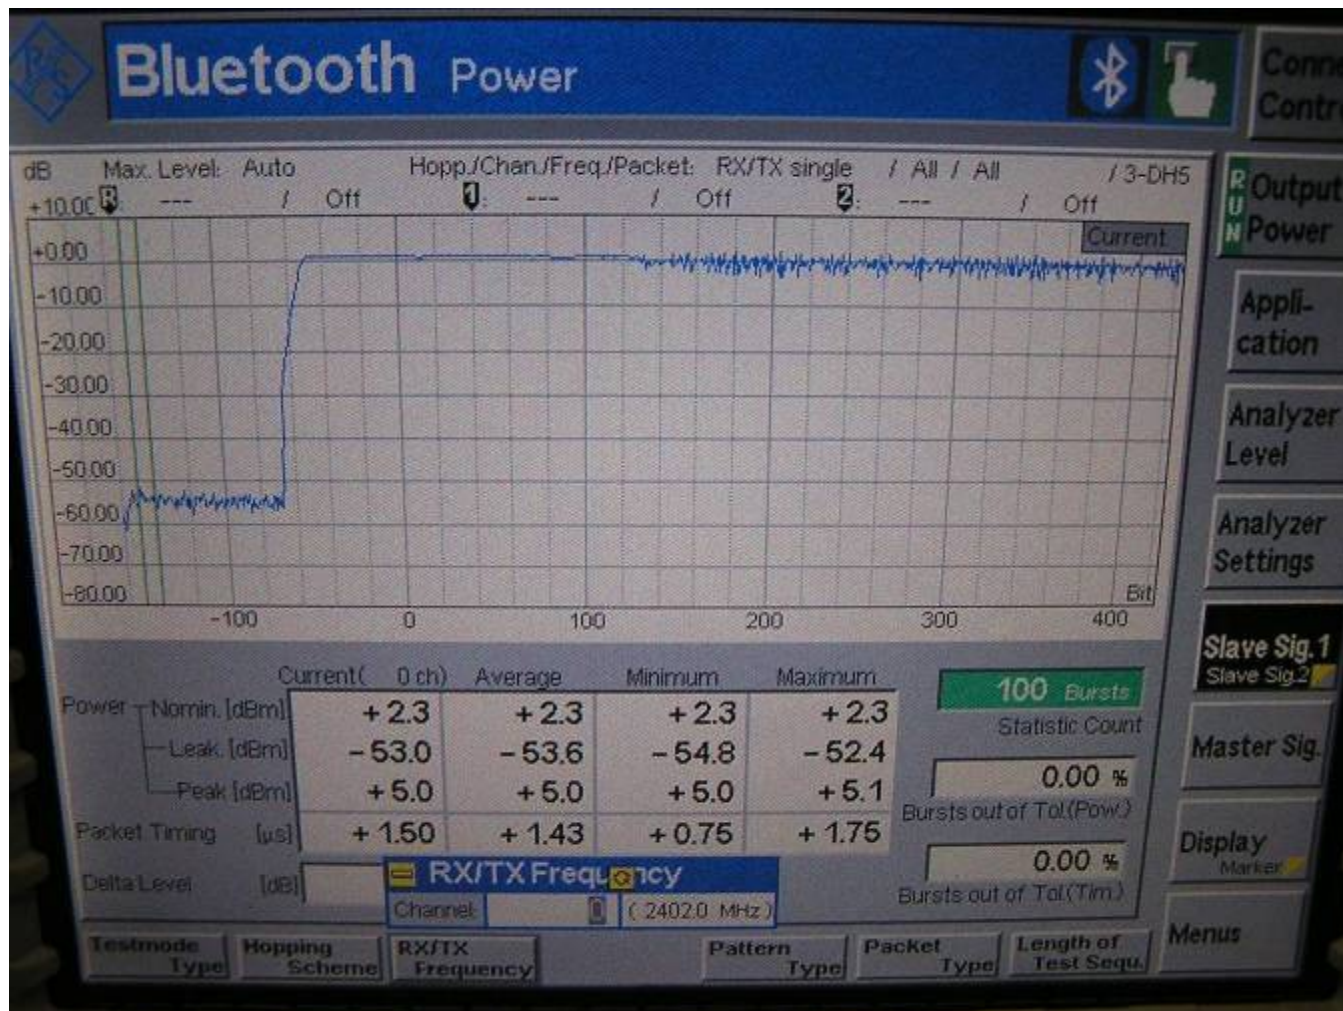 Bluetooth Power
Conne
Contr
dB Max. Level: Auto Hopp./Chan./Freq./Packet: RX/TX single / All / All / 3-DH5
R: --- / Off 1: --- / Off 2: --- / Off
RUN Output Power
Current
+10.00
+0.00
-10.00
-20.00
-30.00
-40.00
-50.00
-60.00
-70.00
-80.00
Bit
-100 0 100 200 300 400
Appli-
cation
Analyzer
Level
Analyzer
Settings
Slave Sig.1
Slave Sig.2
Master Sig.
Display
Marker
Menus
Current( 0 ch) Average Minimum Maximum
Power Nomin. [dBm] +2.3 +2.3 +2.3 +2.3
Leak. [dBm] -53.0 -53.6 -54.8 -52.4
Peak [dBm] +5.0 +5.0 +5.0 +5.1
Packet Timing [µs] +1.50 +1.43 +0.75 +1.75
Delta Level [dB]
100 Bursts
Statistic Count
0.00 %
Bursts out of Tol.(Pow.)
0.00 %
Bursts out of Tol.(Tim.)
RX/TX Frequency
Channel: 0 ( 2402.0 MHz )
Testmode
Type
Hopping
Scheme
RX/TX
Frequency
Pattern
Type
Packet
Type
Length of
Test Sequ.